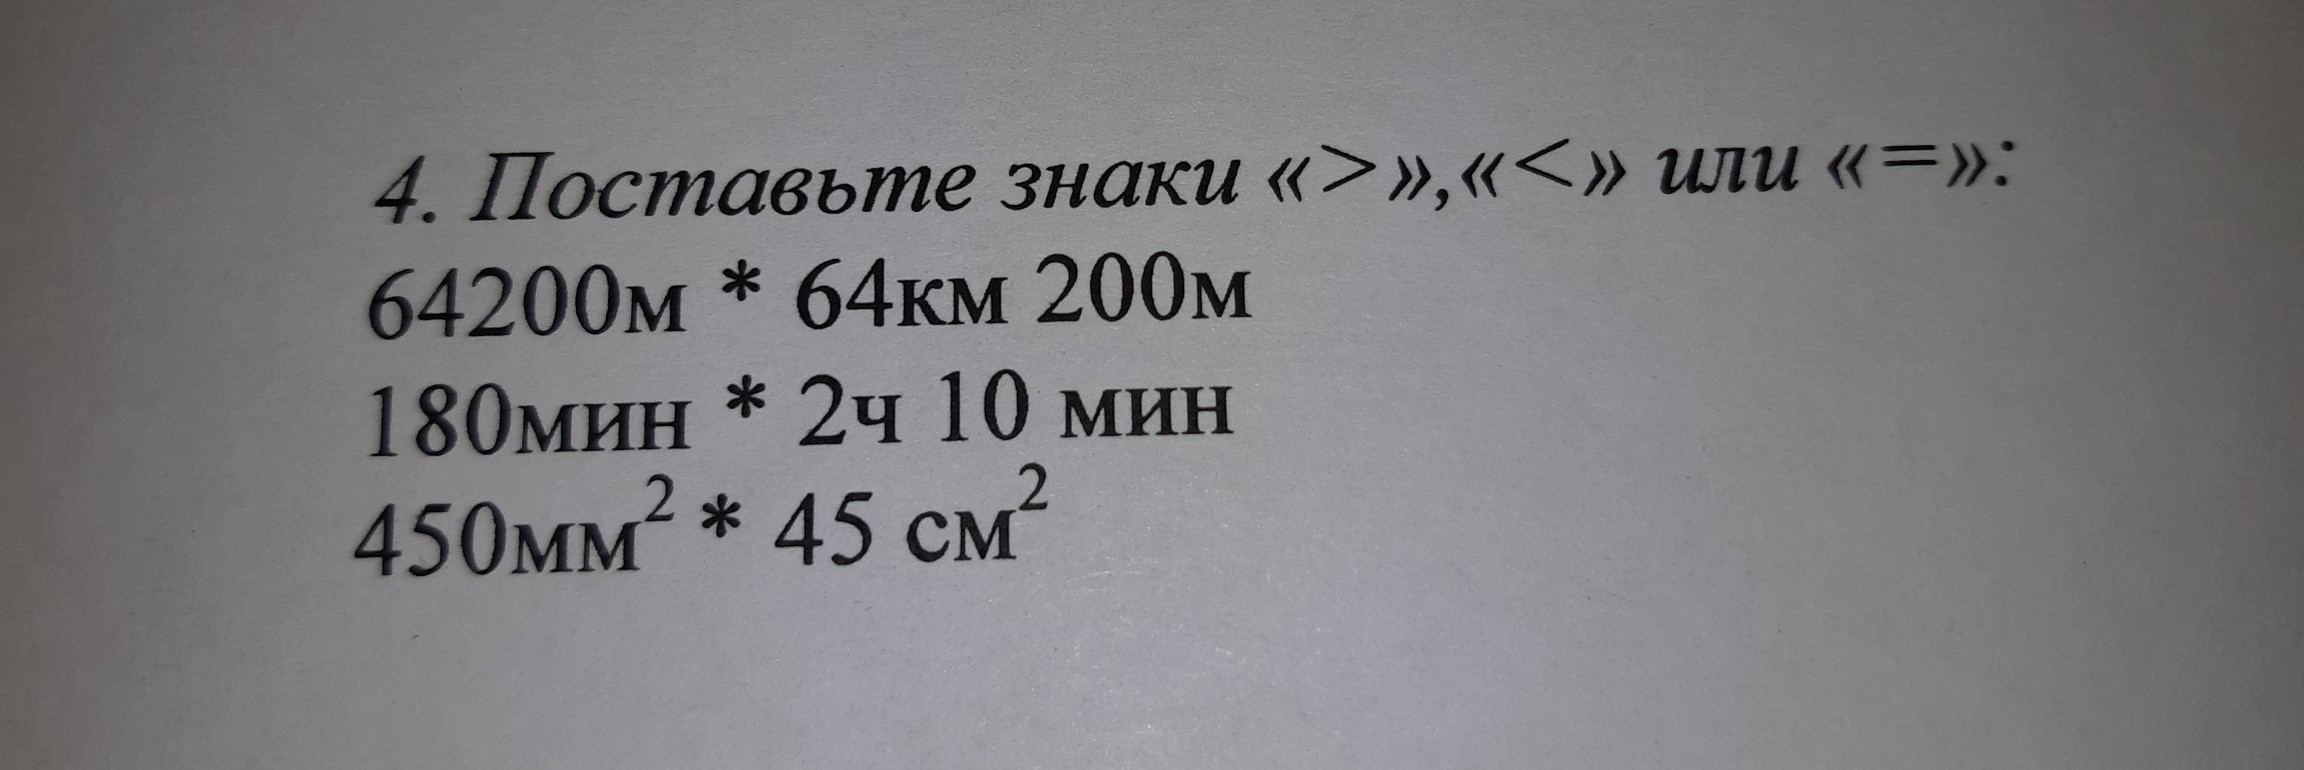 4. Поставьте знаки «>»,«<» или «=»:
64200м * 64км 200м
180мин * 2ч 10 мин
450мм² * 45 см²